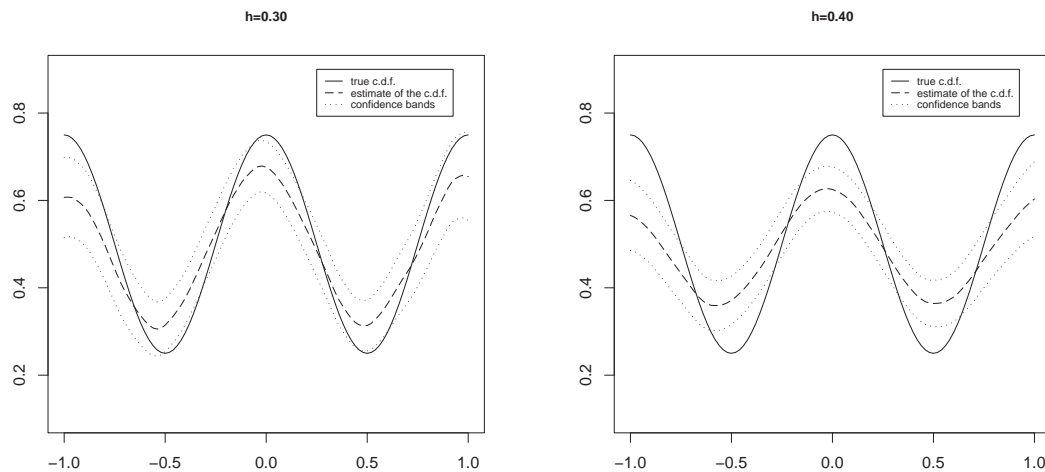 h=0.30
true c.d.f.
estimate of the c.d.f.
confidence bands
0.8
0.6
0.4
0.2
−1.0 −0.5 0.0 0.5 1.0
h=0.40
true c.d.f.
estimate of the c.d.f.
confidence bands
0.8
0.6
0.4
0.2
−1.0 −0.5 0.0 0.5 1.0